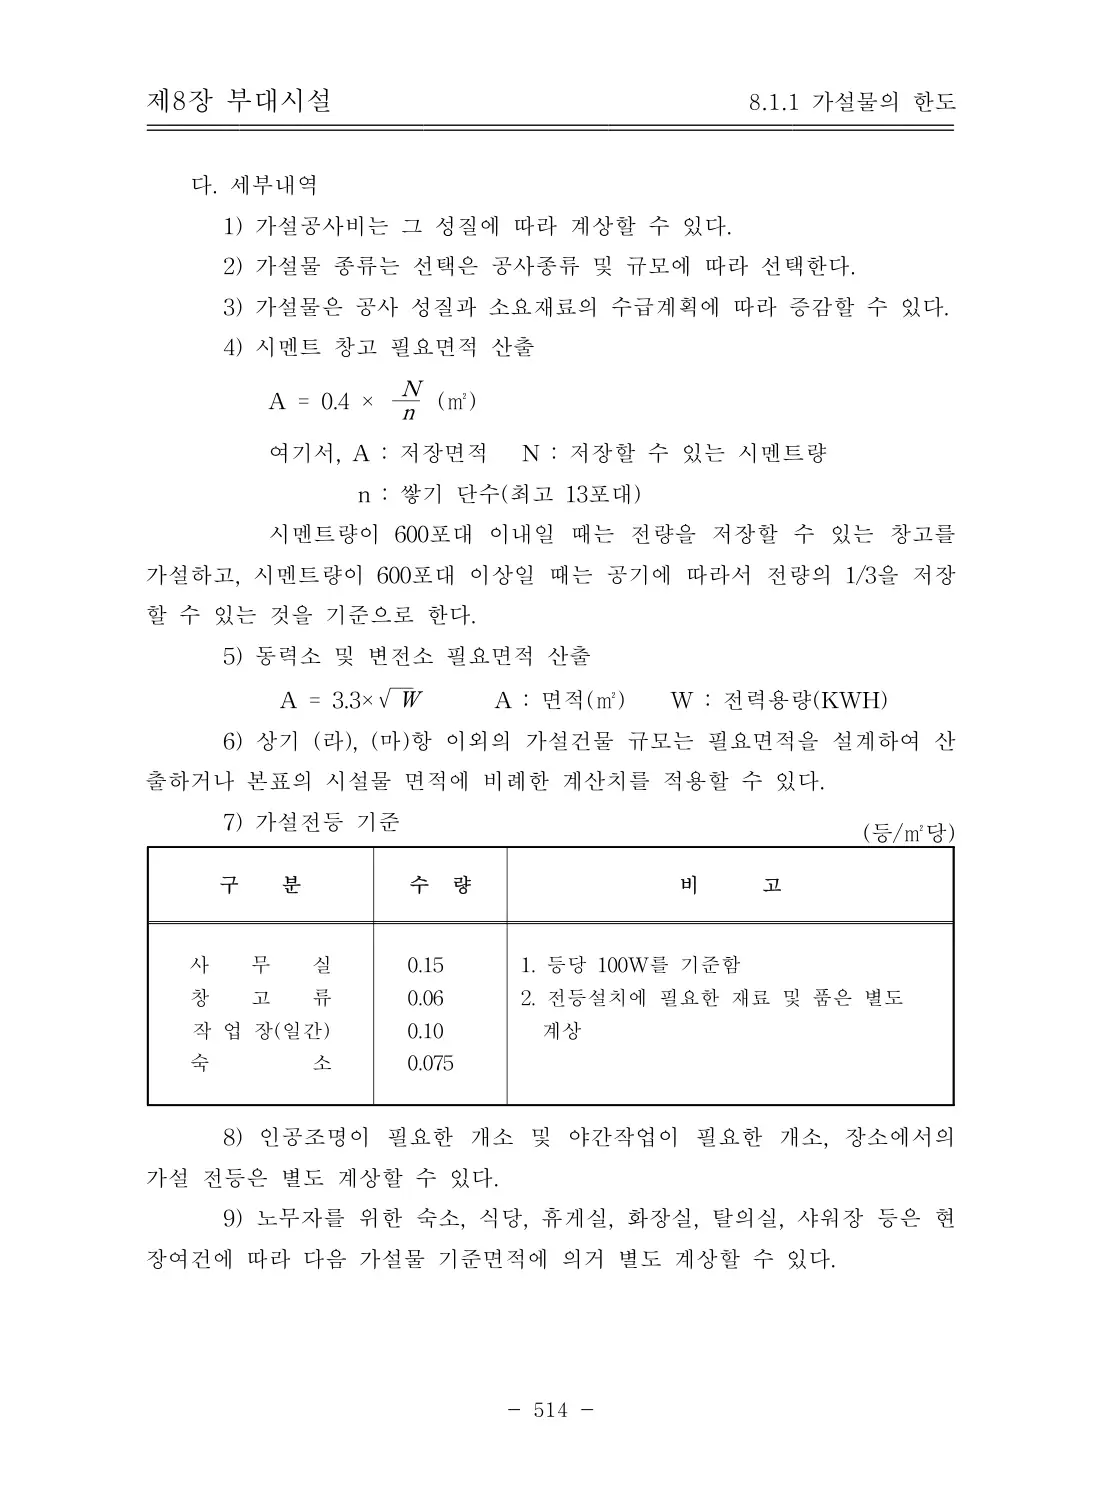 제8장 부대시설
8.1.1 가설물의 한도
다. 세부내역
1) 가설공사비는 그 성질에 따라 계상할 수 있다.
2) 가설물 종류는 선택은 공사종류 및 규모에 따라 선택한다.
3) 가설물은 공사 성질과 소요재료의 수급계획에 따라 증감할 수 있다.
4) 시멘트 창고 필요면적 산출
A = 0.4 × N/n (㎡)
여기서, A : 저장면적 N : 저장할 수 있는 시멘트량
n : 쌓기 단수(최고 13포대)
시멘트량이 600포대 이내일 때는 전량을 저장할 수 있는 창고를
가설하고, 시멘트량이 600포대 이상일 때는 공기에 따라서 전량의 1/3을 저장
할 수 있는 것을 기준으로 한다.
5) 동력소 및 변전소 필요면적 산출
A = 3.3×√W A : 면적(㎡) W : 전력용량(KWH)
6) 상기 (라), (마)항 이외의 가설건물 규모는 필요면적을 설계하여 산
출하거나 본표의 시설물 면적에 비례한 계산치를 적용할 수 있다.
7) 가설전등 기준
(등/㎡당)
구 분 수 량 비 고
사 무 실 0.15 1. 등당 100W를 기준함
창 고 류 0.06 2. 전등설치에 필요한 재료 및 품은 별도
작 업 장(일간) 0.10 계상
숙 소 0.075
8) 인공조명이 필요한 개소 및 야간작업이 필요한 개소, 장소에서의
가설 전등은 별도 계상할 수 있다.
9) 노무자를 위한 숙소, 식당, 휴게실, 화장실, 탈의실, 샤워장 등은 현
장여건에 따라 다음 가설물 기준면적에 의거 별도 계상할 수 있다.
- 514 -